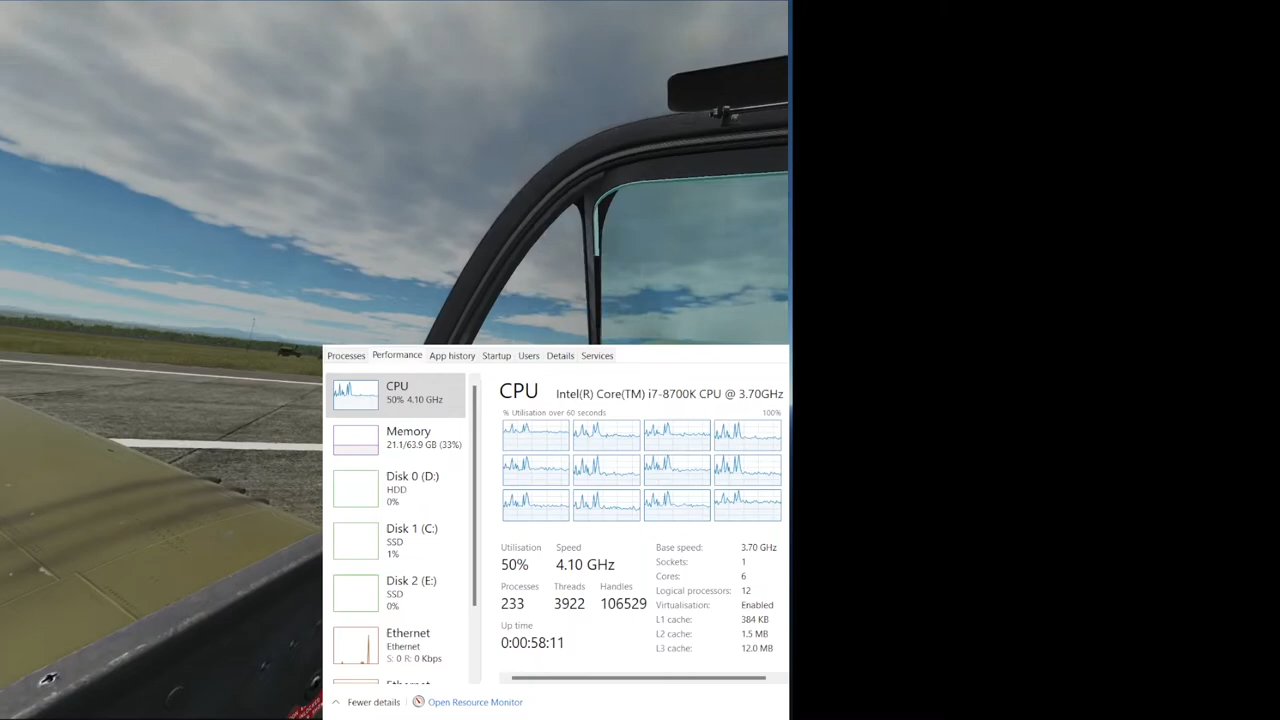 Processes Performance App history Startup Users Details Services
CPU
50% 4.10 GHz
Memory
21.1/63.9 GB (33%)
Disk 0 (D:)
HDD
0%
Disk 1 (C:)
SSD
1%
Disk 2 (E:)
SSD
0%
Ethernet
Ethernet
S: 0 R: 0 Kbps
CPU Intel(R) Core(TM) i7-8700K CPU @ 3.70GHz
% Utilisation over 60 seconds 100%
Utilisation Speed
50% 4.10 GHz
Processes Threads Handles
233 3922 106529
Up time
0:00:58:11
Base speed: 3.70 GHz
Sockets: 1
Cores: 6
Logical processors: 12
Virtualisation: Enabled
L1 cache: 384 KB
L2 cache: 1.5 MB
L3 cache: 12.0 MB
Fewer details Open Resource Monitor